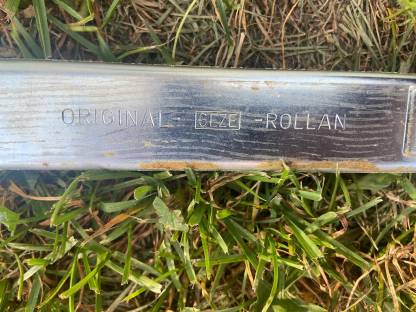 ORIGINAL - GEZE - ROLLAN